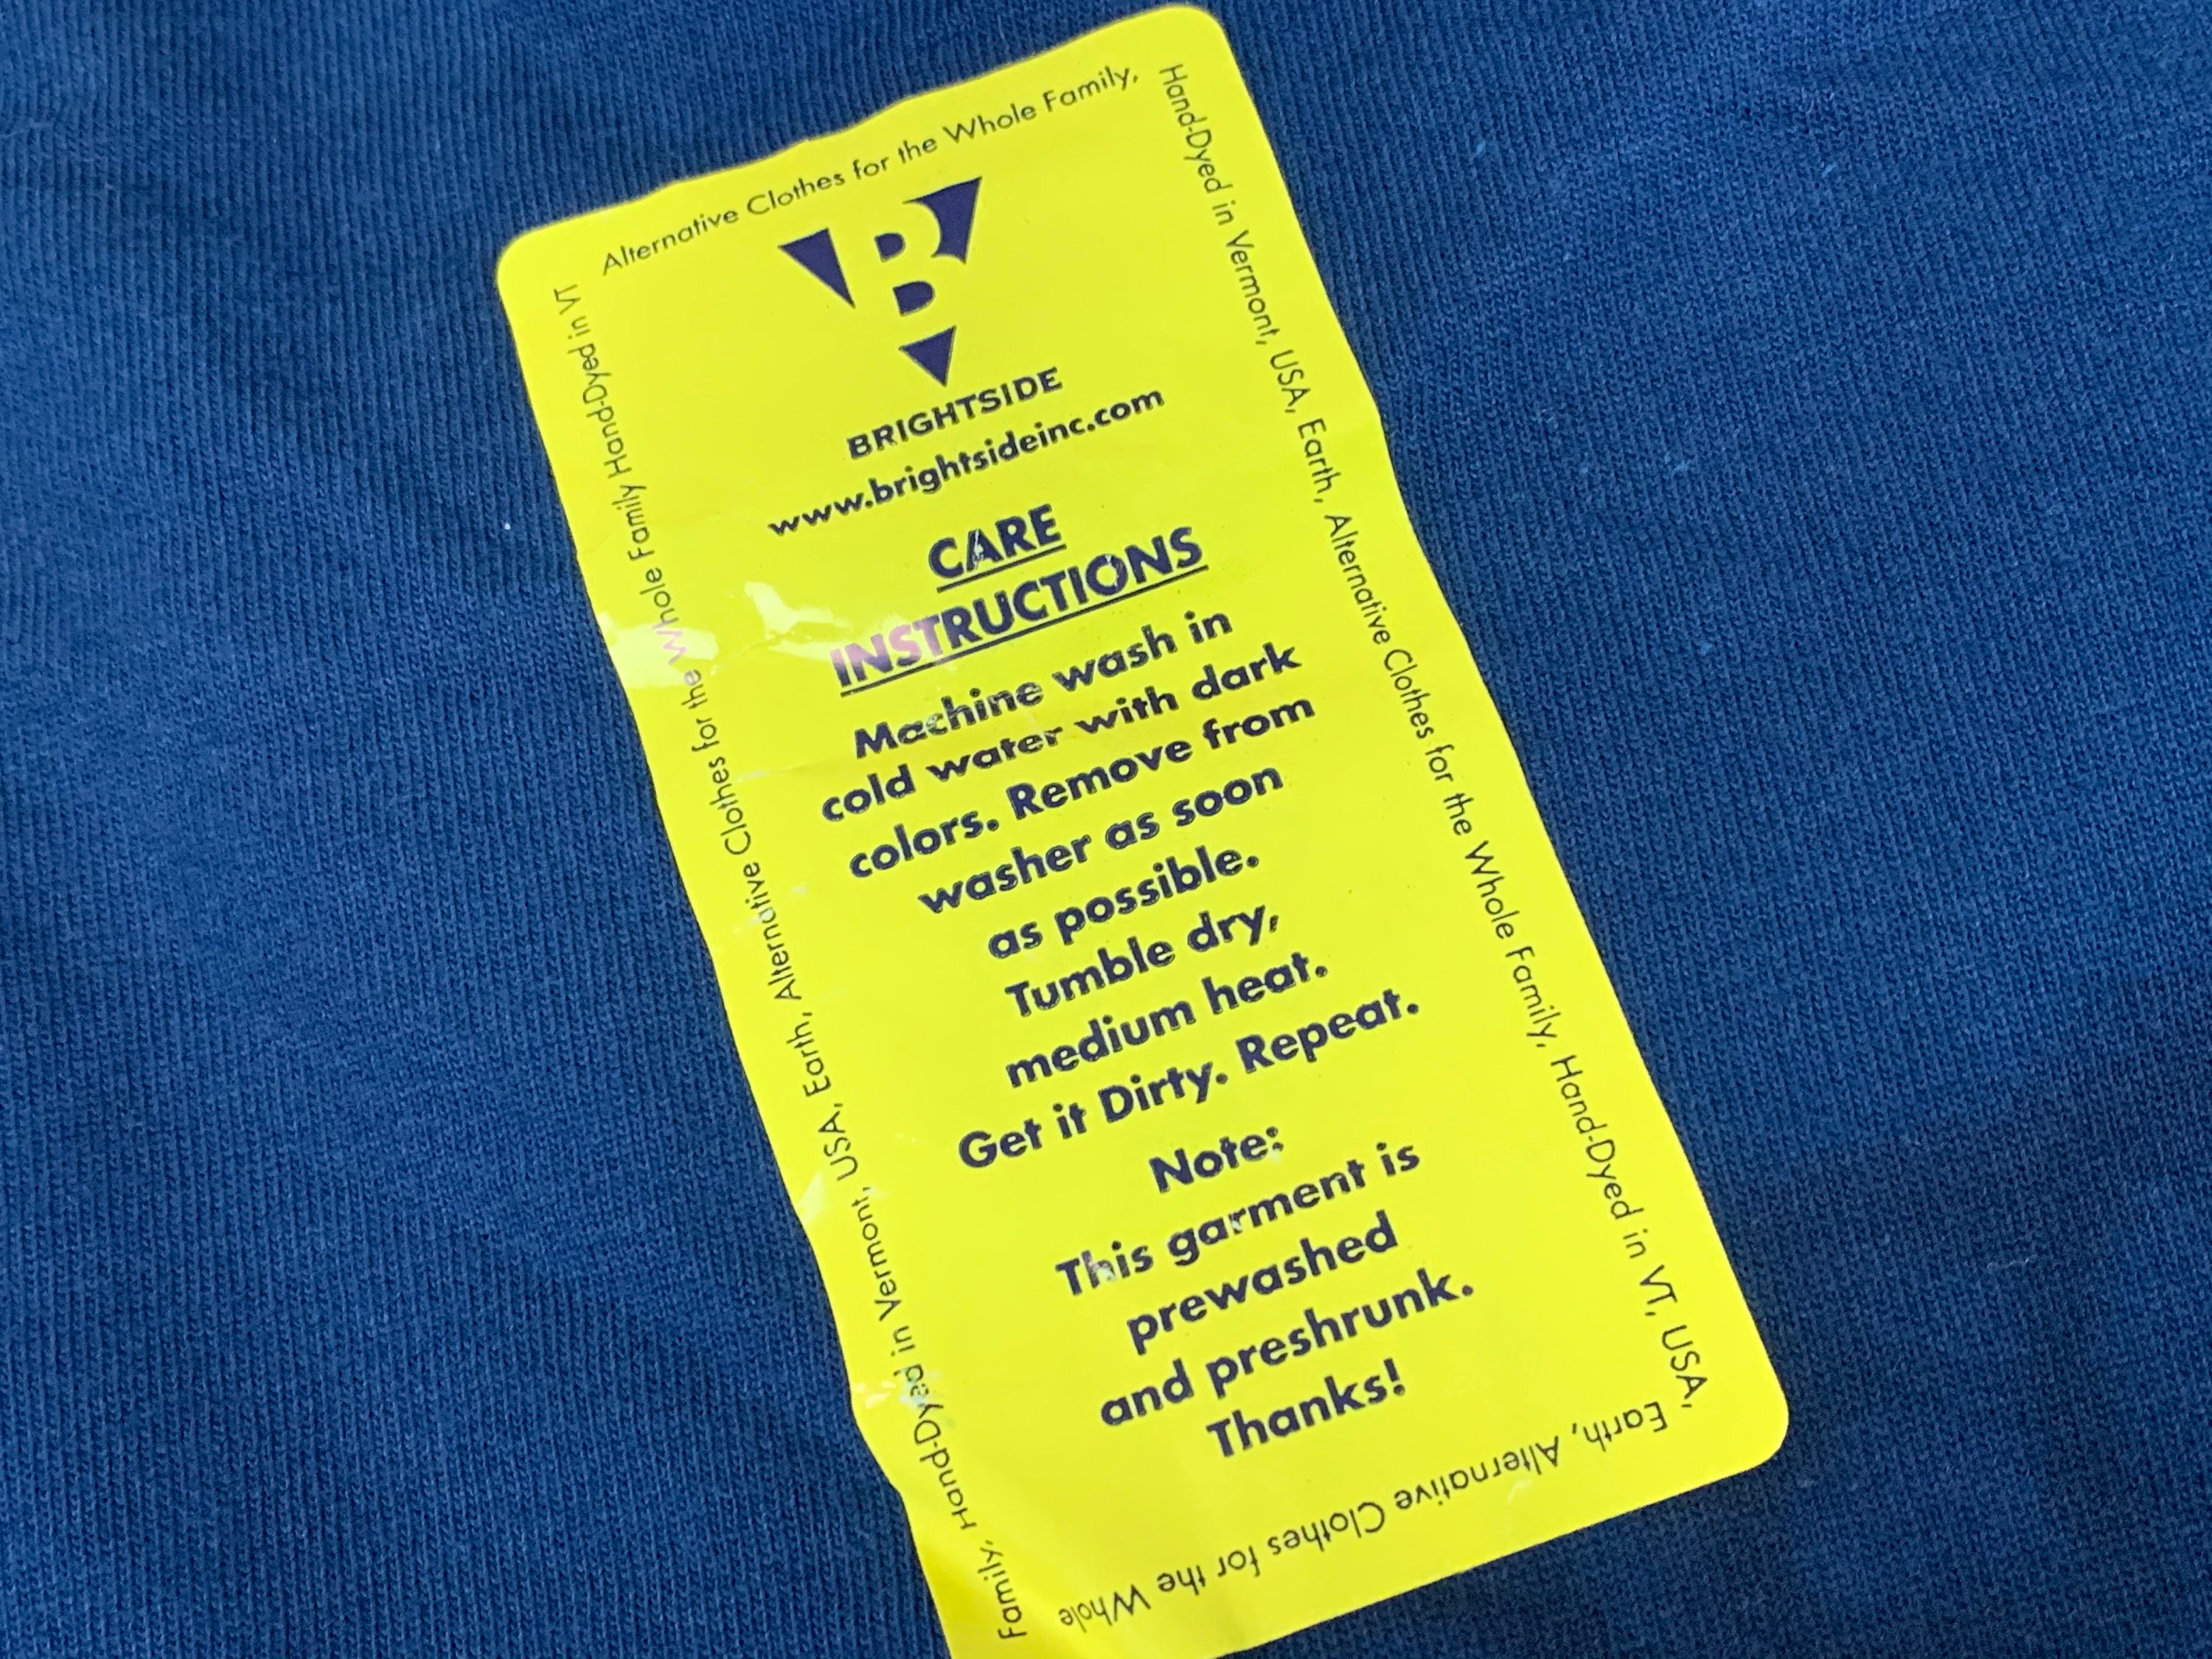 Alternative Clothes for the Whole Family,
Hand-Dyed in Vermont, USA, Earth, Alternative Clothes for the Whole Family, Hand-Dyed in VT, USA,
Earth, Alternative Clothes for the Whole
Family, Hand-Dyed in Vermont, USA, Earth, Alternative Clothes for the Whole Family Hand-Dyed in VT
B
BRIGHTSIDE
www.brightsideinc.com
CARE
INSTRUCTIONS
Machine wash in
cold water with dark
colors. Remove from
washer as soon
as possible.
Tumble dry,
medium heat.
Get it Dirty. Repeat.
Note:
This garment is
prewashed
and preshrunk.
Thanks!